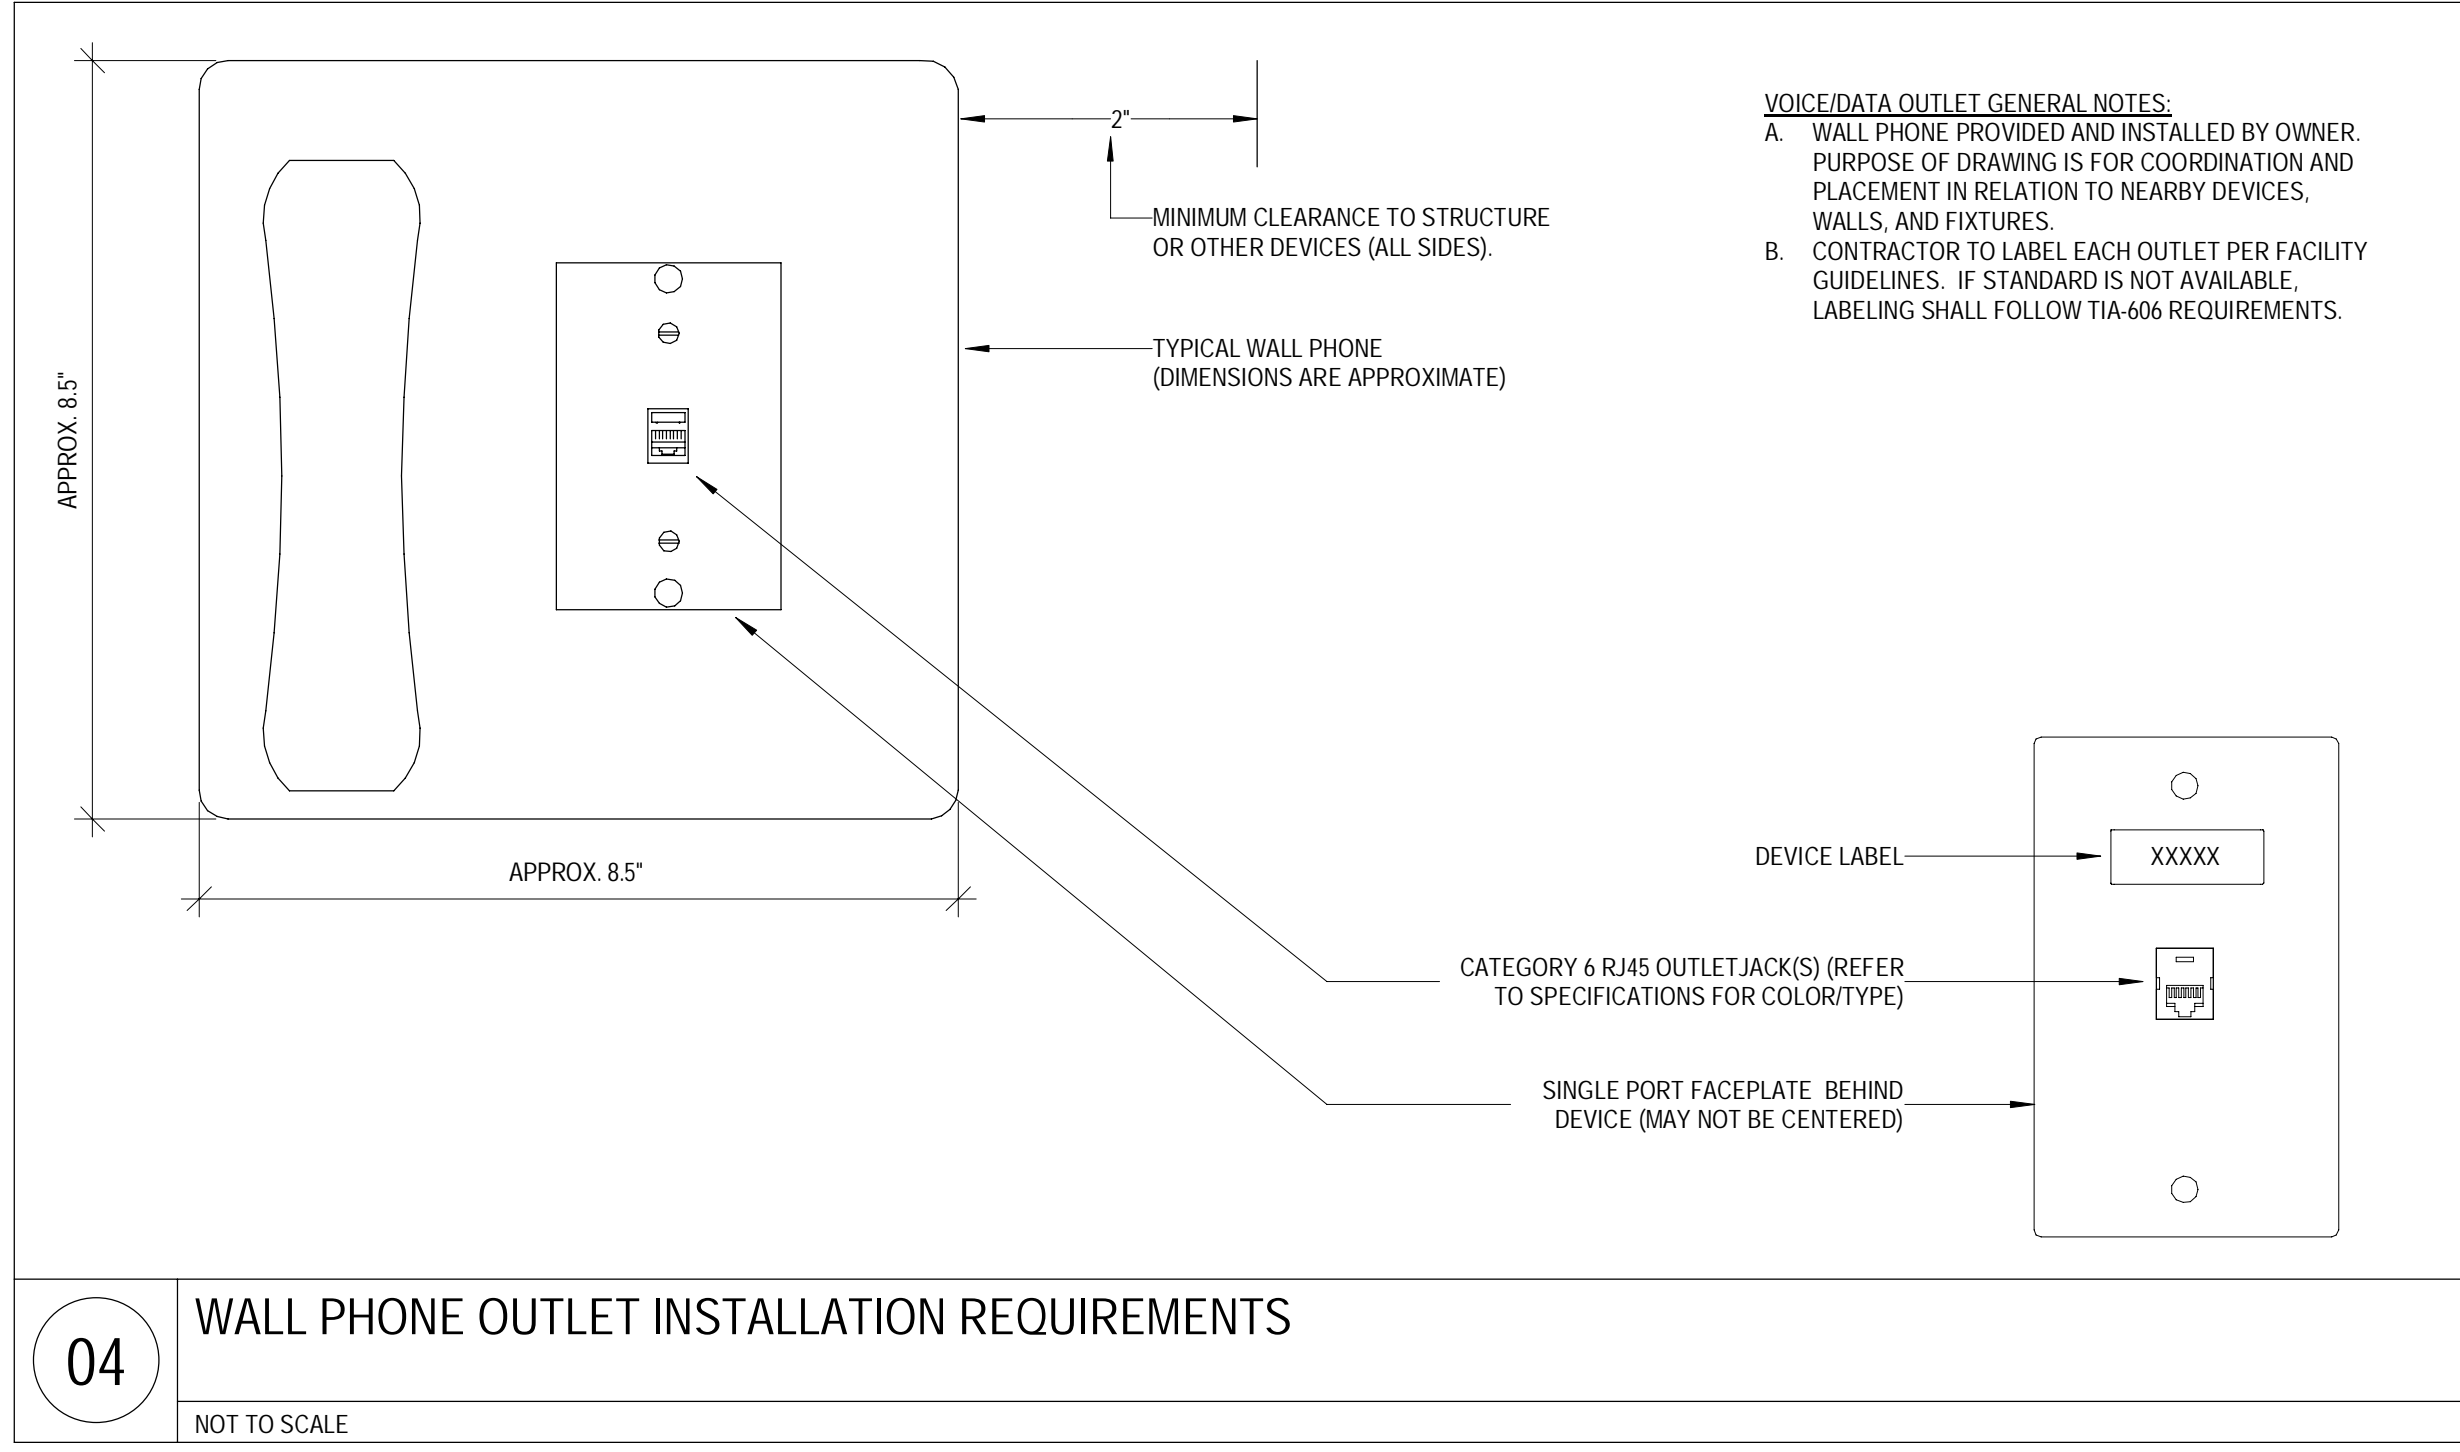 2"
MINIMUM CLEARANCE TO STRUCTURE
OR OTHER DEVICES (ALL SIDES).
TYPICAL WALL PHONE
(DIMENSIONS ARE APPROXIMATE)
APPROX. 8.5"
APPROX. 8.5"
VOICE/DATA OUTLET GENERAL NOTES:
A. WALL PHONE PROVIDED AND INSTALLED BY OWNER.
PURPOSE OF DRAWING IS FOR COORDINATION AND
PLACEMENT IN RELATION TO NEARBY DEVICES,
WALLS, AND FIXTURES.
B. CONTRACTOR TO LABEL EACH OUTLET PER FACILITY
GUIDELINES. IF STANDARD IS NOT AVAILABLE,
LABELING SHALL FOLLOW TIA-606 REQUIREMENTS.
DEVICE LABEL
XXXXX
CATEGORY 6 RJ45 OUTLETJACK(S) (REFER
TO SPECIFICATIONS FOR COLOR/TYPE)
SINGLE PORT FACEPLATE BEHIND
DEVICE (MAY NOT BE CENTERED)
04
WALL PHONE OUTLET INSTALLATION REQUIREMENTS
NOT TO SCALE